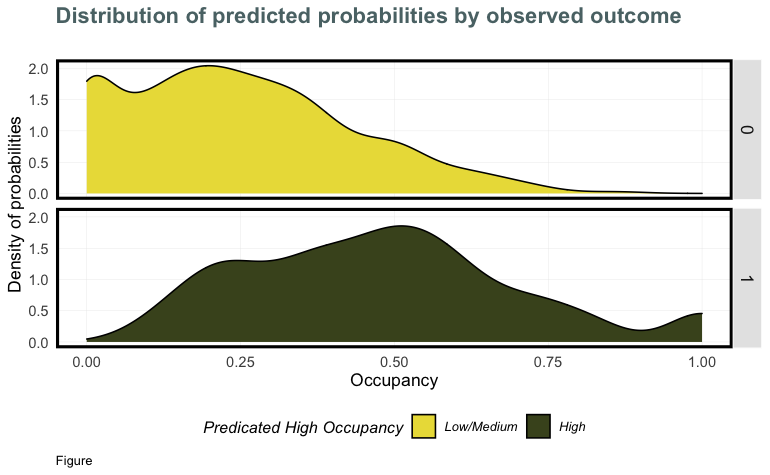 Distribution of predicted probabilities by observed outcome
Density of probabilities
2.0
1.5
1.0
0.5
0.0
0
2.0
1.5
1.0
0.5
0.0
1
0.00 0.25 0.50 0.75 1.00
Occupancy
Predicated High Occupancy Low/Medium High
Figure